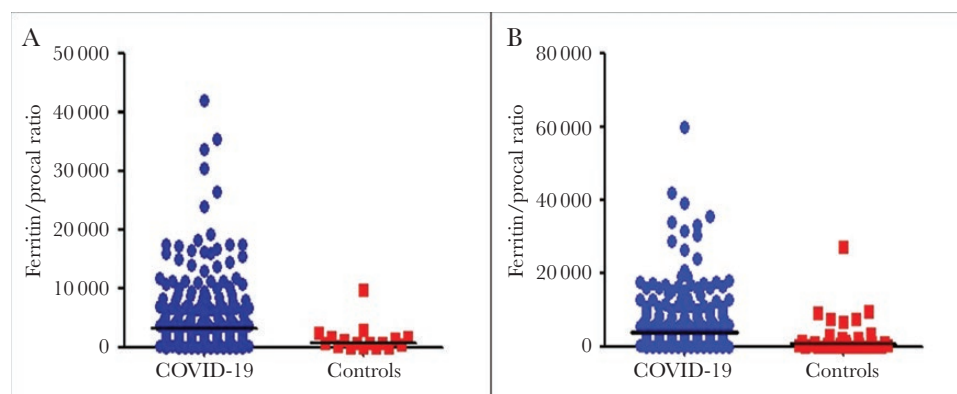 A
Ferritin/procal ratio
50 000
40 000
30 000
20 000
10 000
0
COVID-19
Controls
B
Ferritin/procal ratio
80 000
60 000
40 000
20 000
0
COVID-19
Controls